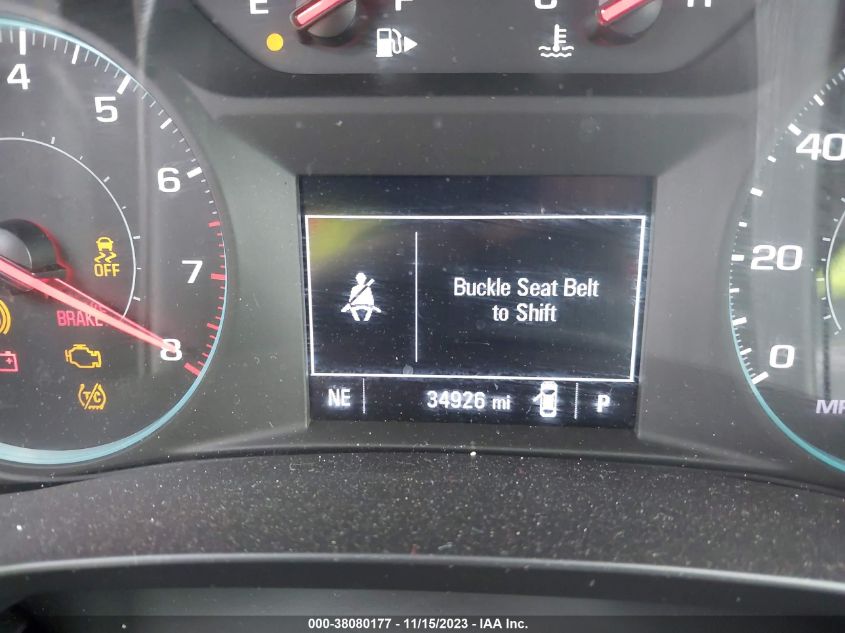 E F C H
4
5
6
7
8
OFF
BRAKE
T/C
Buckle Seat Belt
to Shift
NE 34926 mi P
40
20
0
000-38080177 - 11/15/2023 - IAA Inc.